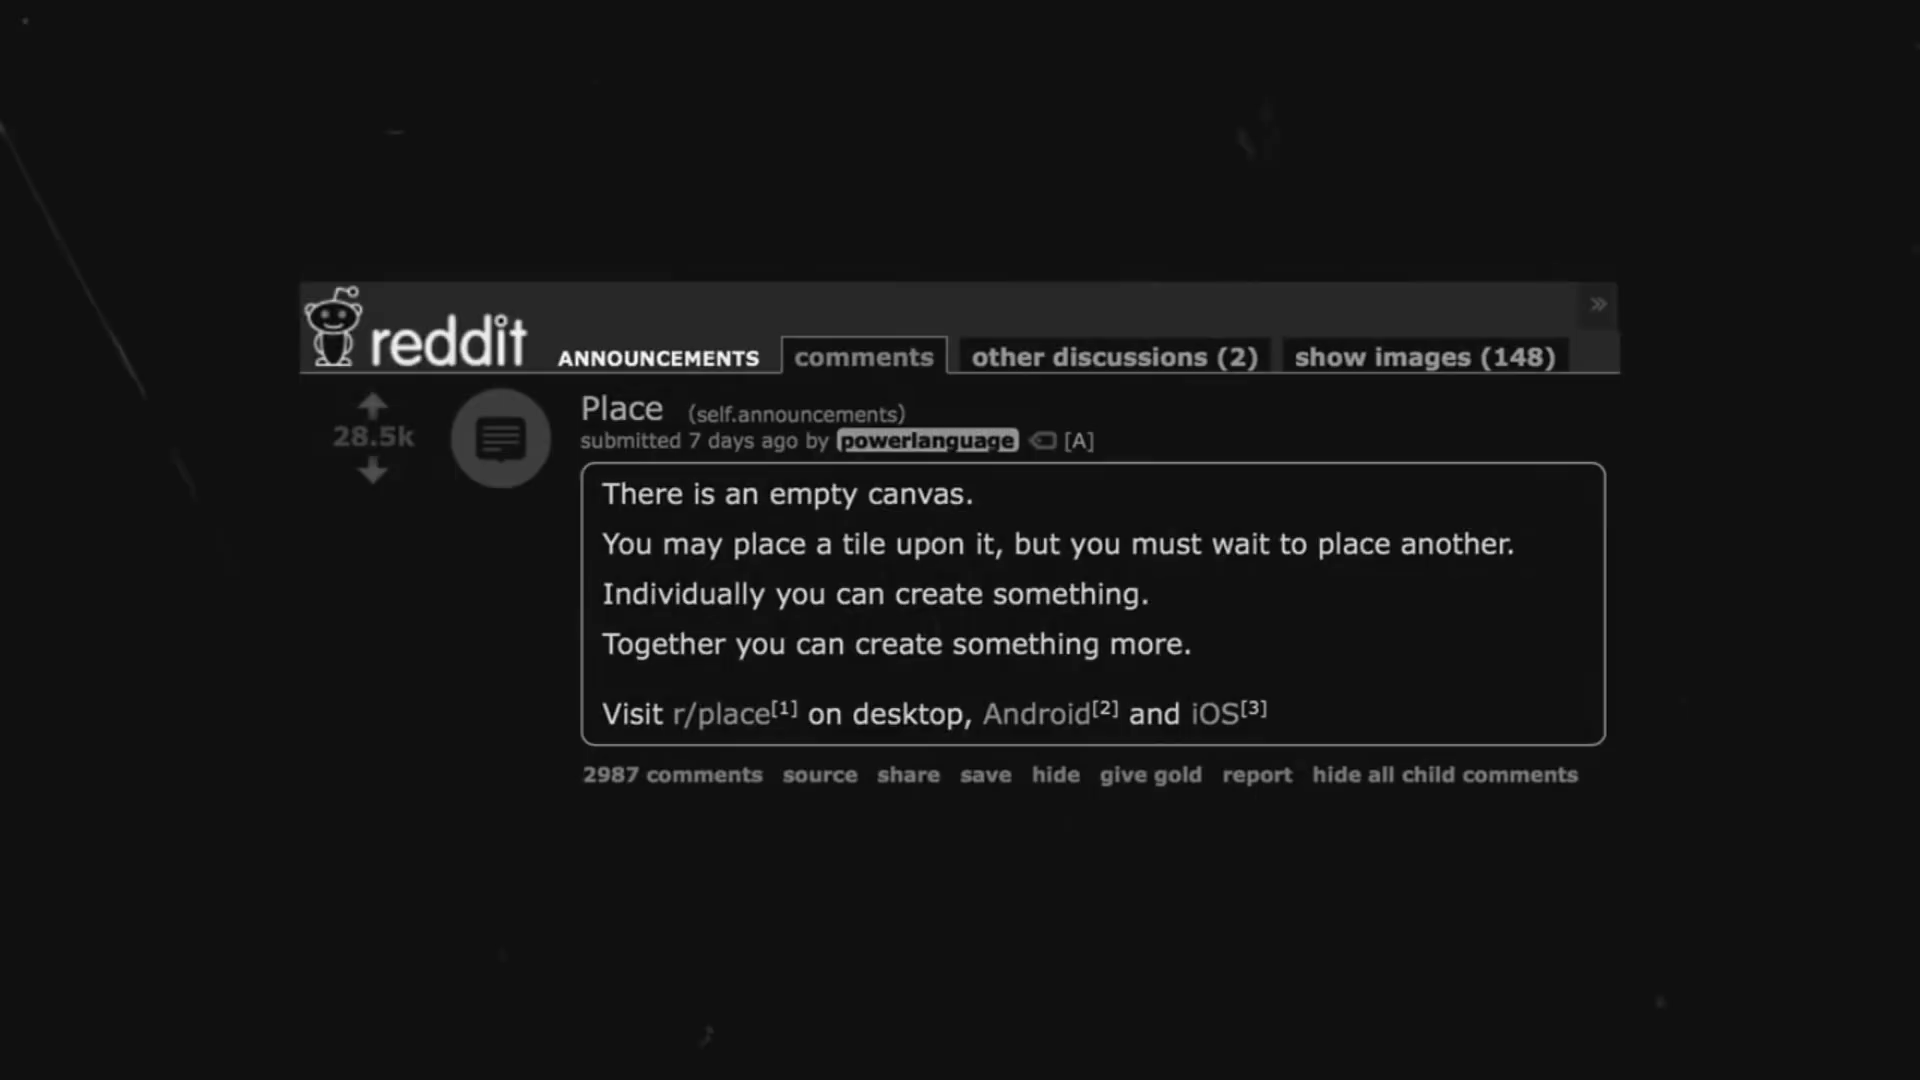 reddit ANNOUNCEMENTS comments other discussions (2) show images (148) »
Place (self.announcements)
28.5k
submitted 7 days ago by powerlanguage [A]
There is an empty canvas.
You may place a tile upon it, but you must wait to place another.
Individually you can create something.
Together you can create something more.
Visit r/place[1] on desktop, Android[2] and iOS[3]
2987 comments source share save hide give gold report hide all child comments